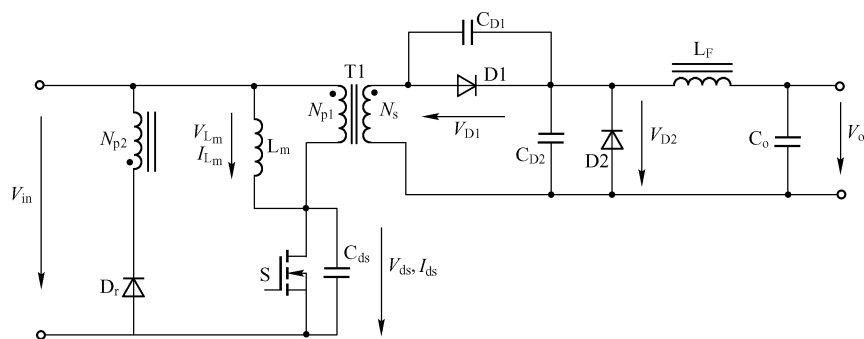 C_D1
L_F
T1
D1
N_p1
N_s
N_p2
V_Lm
I_Lm
L_m
V_D1
C_D2
D2
V_D2
C_o
V_o
V_in
C_ds
S
V_ds, I_ds
D_r